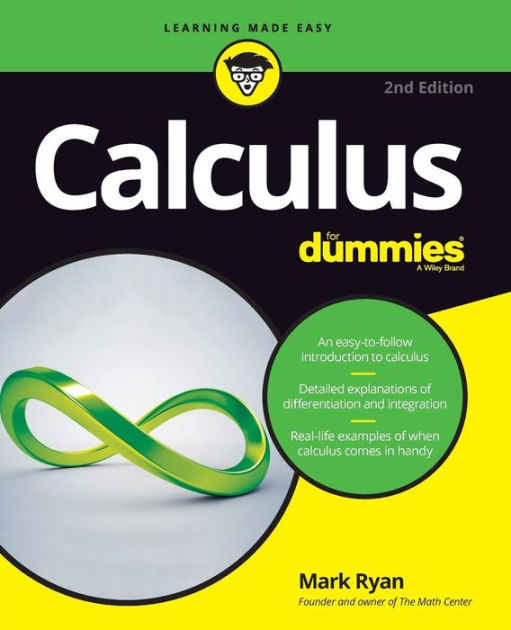 LEARNING MADE EASY
2nd Edition
Calculus
for
dummies®
A Wiley Brand
An easy-to-follow
introduction to calculus
Detailed explanations of
differentiation and integration
Real-life examples of when
calculus comes in handy
Mark Ryan
Founder and owner of The Math Center